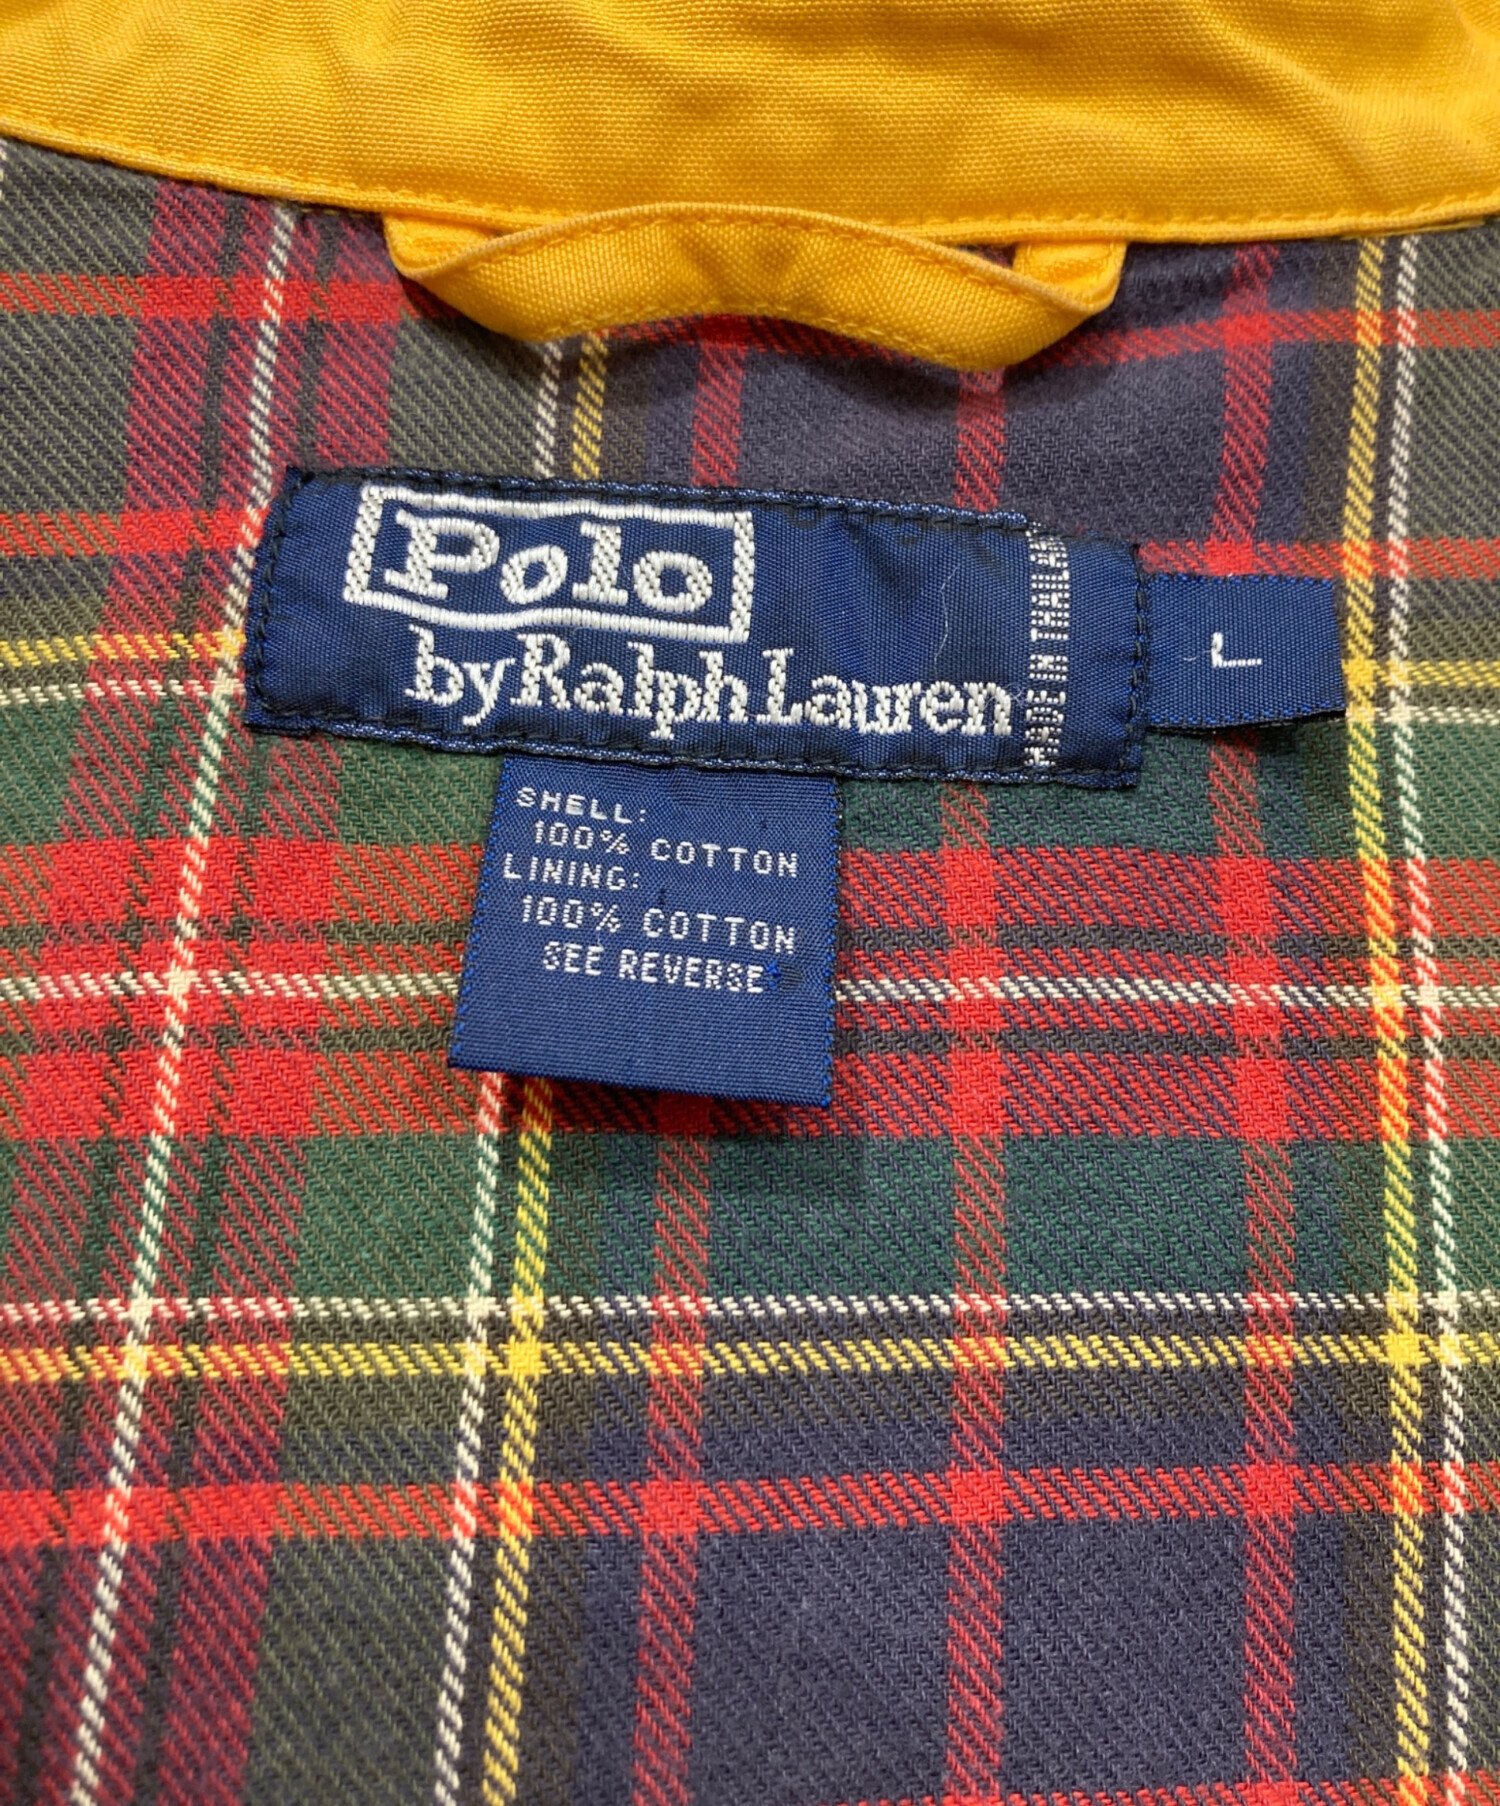 Polo
by Ralph Lauren
MADE IN THAILAND
L
SHELL:
100% COTTON
LINING:
100% COTTON
SEE REVERSE